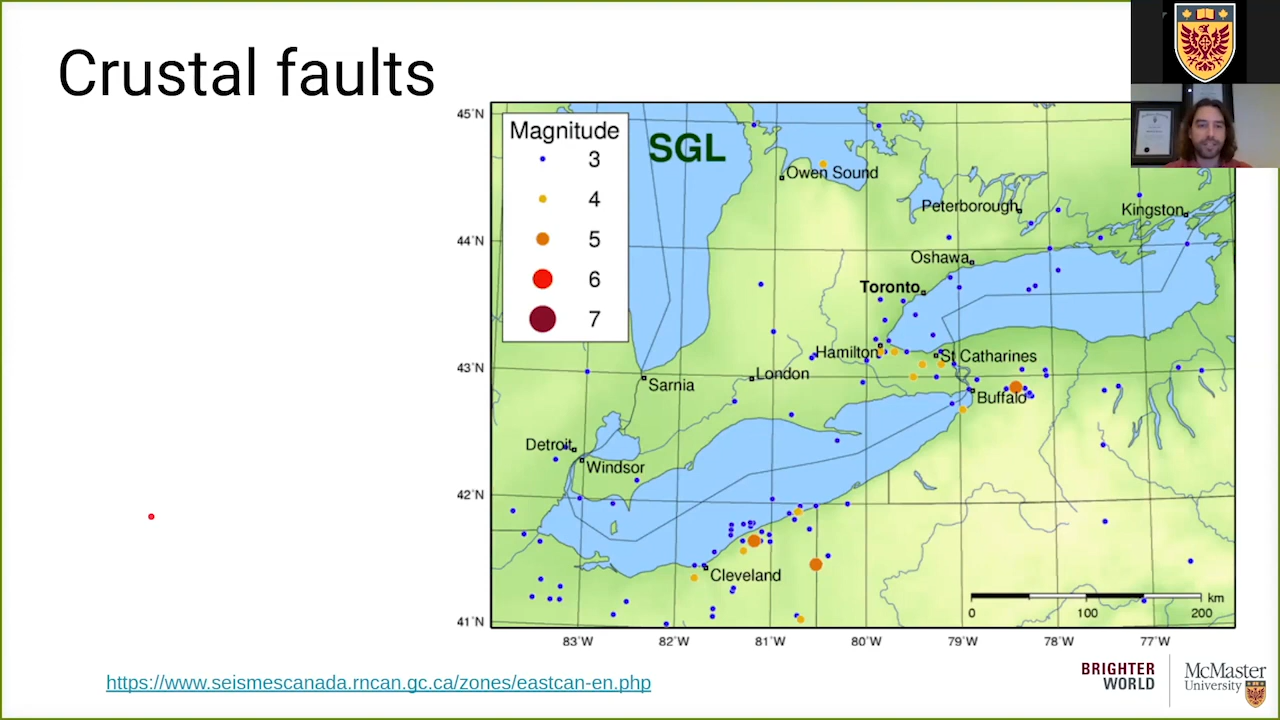 Crustal faults
45°N
44°N
43°N
42°N
41°N
Magnitude
3
4
5
6
7
SGL
Owen Sound
Peterborough
Kingston
Oshawa
Toronto
Hamilton
St Catharines
London
Sarnia
Buffalo
Detroit
Windsor
Cleveland
km
0 100 200
83°W 82°W 81°W 80°W 79°W 78°W 77°W
https://www.seismescanada.rncan.gc.ca/zones/eastcan-en.php
BRIGHTER
WORLD
McMaster
University